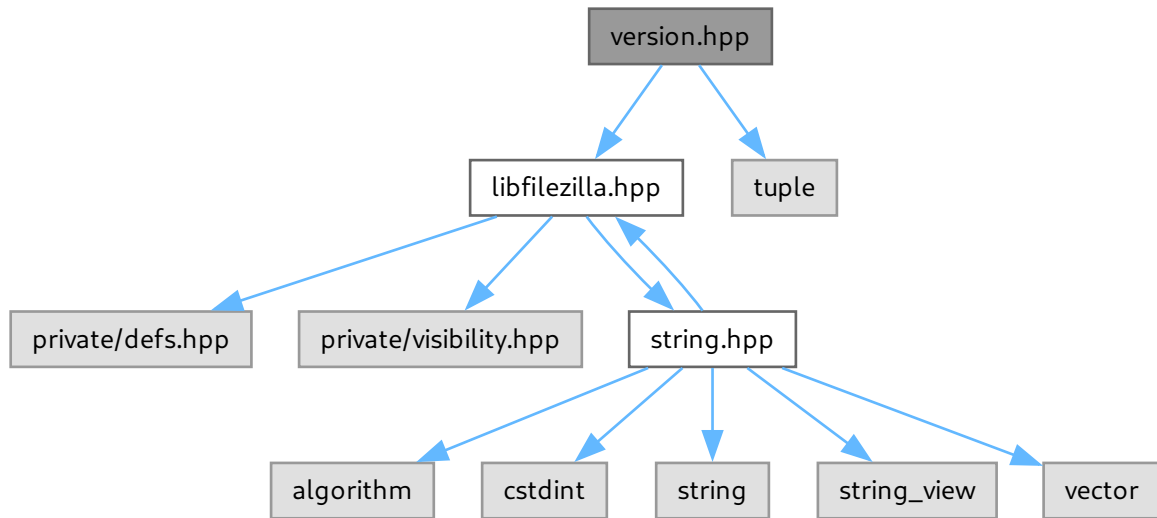 version.hpp
libfilezilla.hpp
tuple
private/defs.hpp
private/visibility.hpp
string.hpp
algorithm
cstdint
string
string_view
vector